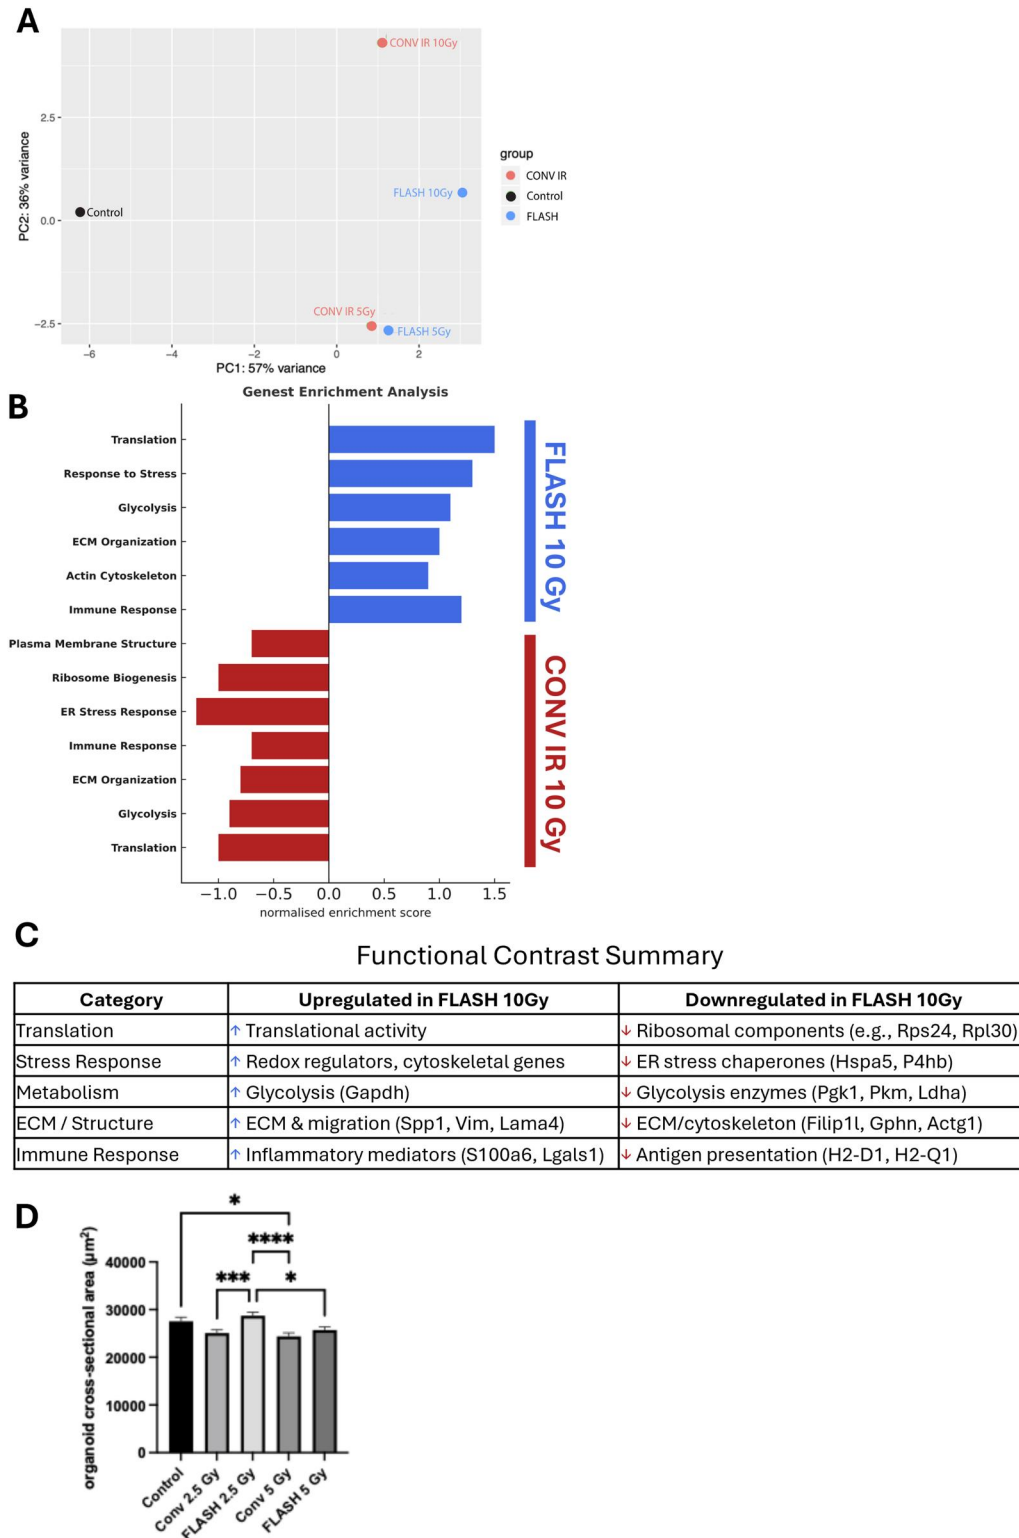 A
CONV IR 10Gy
2.5
PC2: 36% variance
FLASH 10Gy
Control
0.0
CONV IR 5Gy
FLASH 5Gy
−2.5
−6
−4
−2
0
2
PC1: 57% variance
group
CONV IR
Control
FLASH
B
Genest Enrichment Analysis
Translation
Response to Stress
Glycolysis
ECM Organization
Actin Cytoskeleton
Immune Response
Plasma Membrane Structure
Ribosome Biogenesis
ER Stress Response
Immune Response
ECM Organization
Glycolysis
Translation
FLASH 10 Gy
CONV IR 10 Gy
−1.0
−0.5
0.0
0.5
1.0
1.5
normalised enrichment score
C
Functional Contrast Summary
Category
Upregulated in FLASH 10Gy
Downregulated in FLASH 10Gy
Translation
↑ Translational activity
↓ Ribosomal components (e.g., Rps24, Rpl30)
Stress Response
↑ Redox regulators, cytoskeletal genes
↓ ER stress chaperones (Hspa5, P4hb)
Metabolism
↑ Glycolysis (Gapdh)
↓ Glycolysis enzymes (Pgk1, Pkm, Ldha)
ECM / Structure
↑ ECM & migration (Spp1, Vim, Lama4)
↓ ECM/cytoskeleton (Filip1l, Gphn, Actg1)
Immune Response
↑ Inflammatory mediators (S100a6, Lgals1)
↓ Antigen presentation (H2-D1, H2-Q1)
D
*
****
***
*
organoid cross-sectional area (µm²)
40000
30000
20000
10000
0
Control
Conv 2.5 Gy
FLASH 2.5 Gy
Conv 5 Gy
FLASH 5 Gy